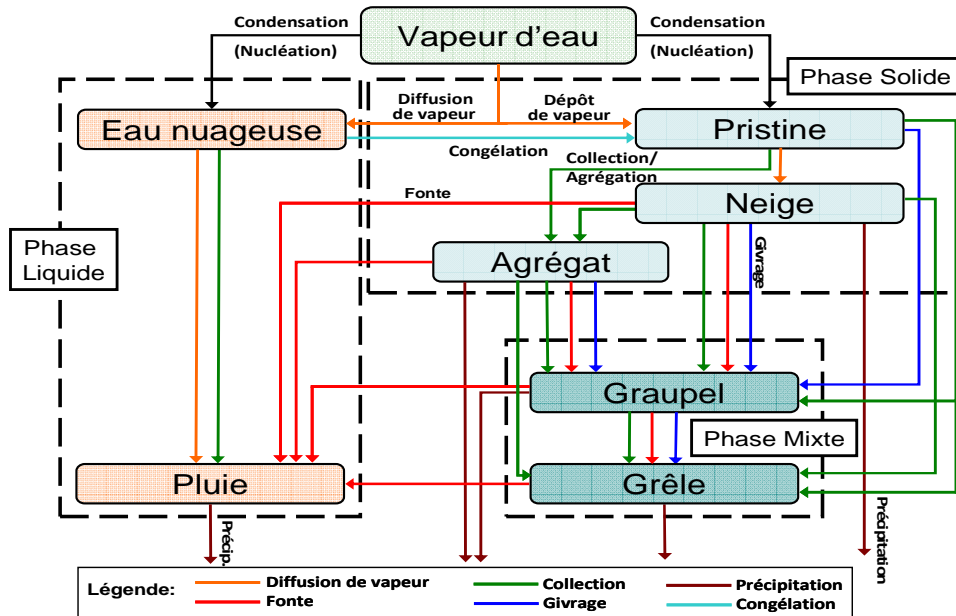 Condensation
(Nucléation)
Vapeur d'eau
Condensation
(Nucléation)
Phase Solide
Diffusion
de vapeur
Dépôt
de vapeur
Eau nuageuse
Pristine
Congélation
Collection/
Agrégation
Fonte
Neige
Phase
Liquide
Agrégat
Givrage
Graupel
Phase Mixte
Pluie
Grêle
Précip.
Précipitation
Légende:
Diffusion de vapeur
Collection
Précipitation
Fonte
Givrage
Congélation